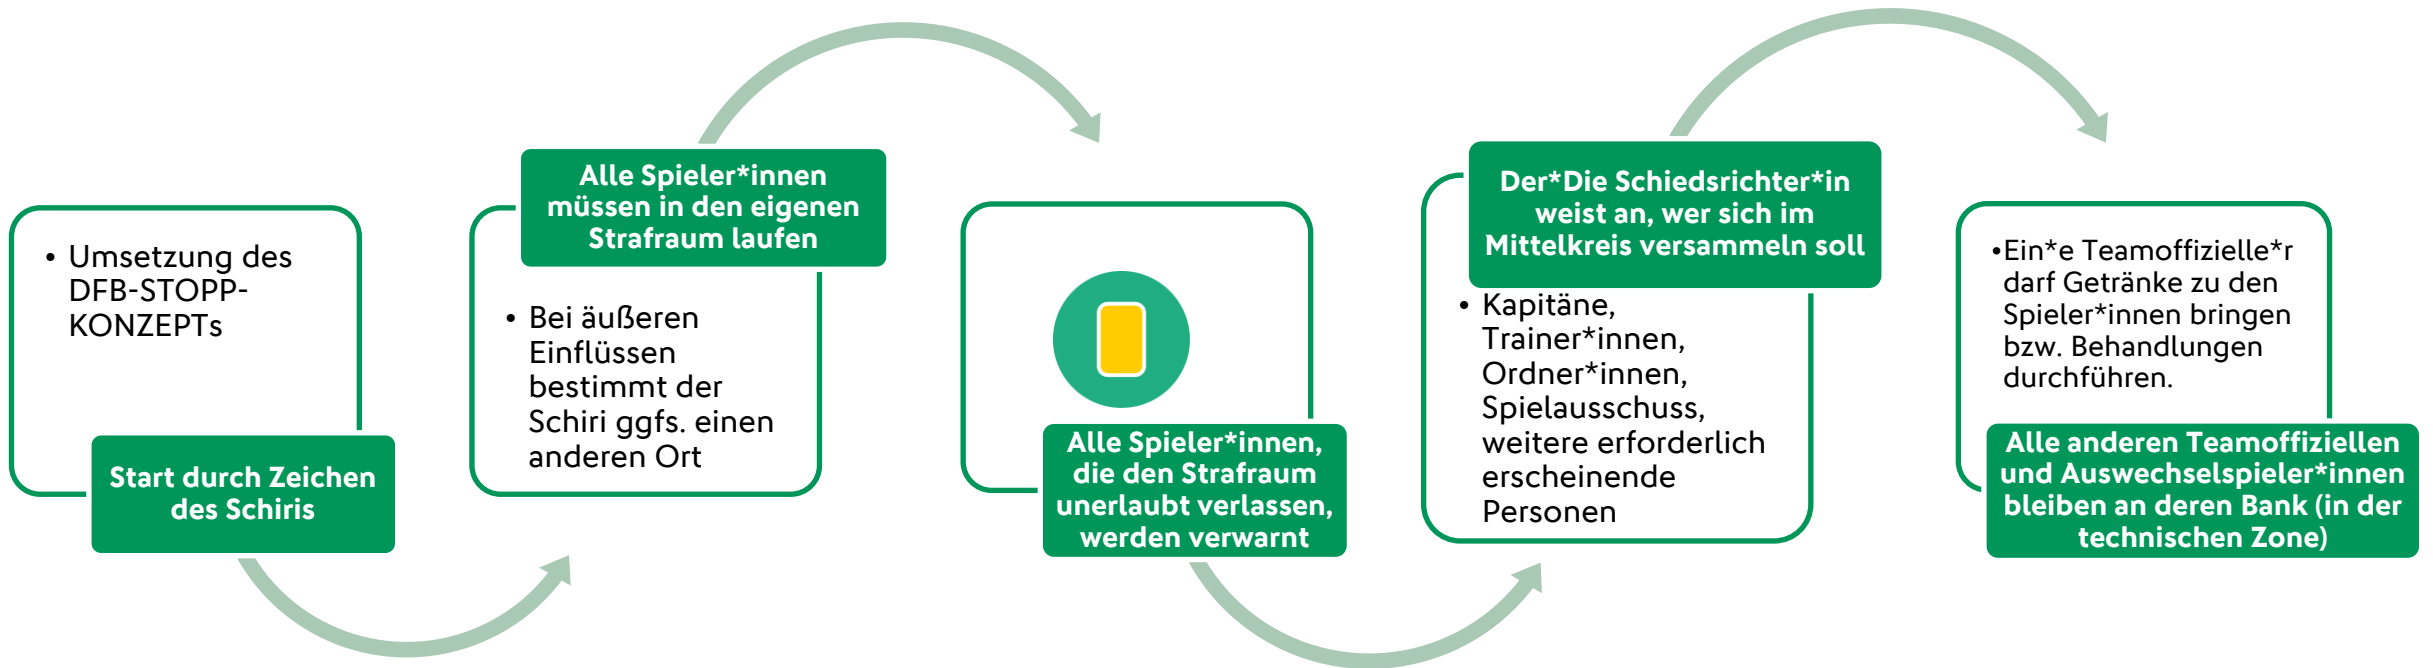 • Umsetzung des
DFB-STOPP-
KONZEPTs
Start durch Zeichen
des Schiris
Alle Spieler*innen
müssen in den eigenen
Strafraum laufen
• Bei äußeren
Einflüssen
bestimmt der
Schiri ggfs. einen
anderen Ort
Alle Spieler*innen,
die den Strafraum
unerlaubt verlassen,
werden verwarnt
Der*Die Schiedsrichter*in
weist an, wer sich im
Mittelkreis versammeln soll
• Kapitäne,
Trainer*innen,
Ordner*innen,
Spielausschuss,
weitere erforderlich
erscheinende
Personen
•Ein*e Teamoffizielle*r
darf Getränke zu den
Spieler*innen bringen
bzw. Behandlungen
durchführen.
Alle anderen Teamoffiziellen
und Auswechselspieler*innen
bleiben an deren Bank (in der
technischen Zone)